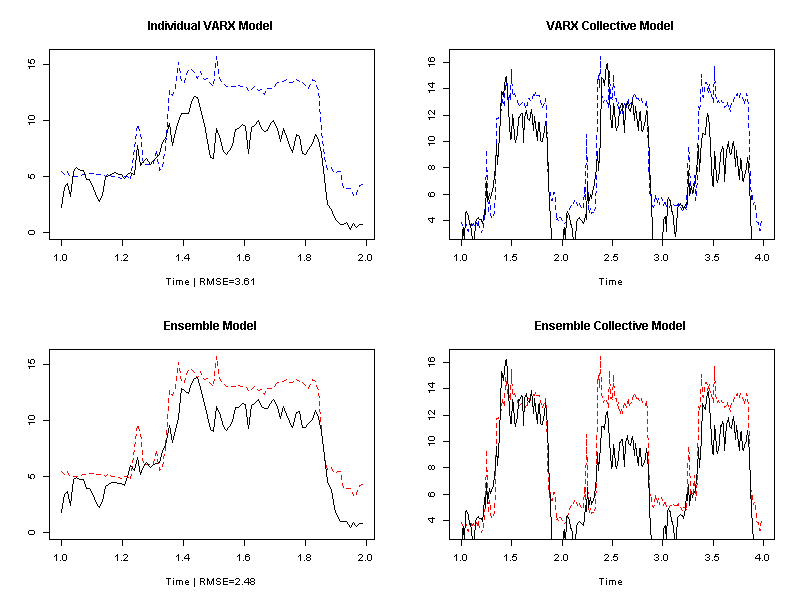 Individual VARX Model
15
10
5
0
1.0 1.2 1.4 1.6 1.8 2.0
Time | RMSE=3.61
VARX Collective Model
16
14
12
10
8
6
4
1.0 1.5 2.0 2.5 3.0 3.5 4.0
Time
Ensemble Model
15
10
5
0
1.0 1.2 1.4 1.6 1.8 2.0
Time | RMSE=2.48
Ensemble Collective Model
16
14
12
10
8
6
4
1.0 1.5 2.0 2.5 3.0 3.5 4.0
Time